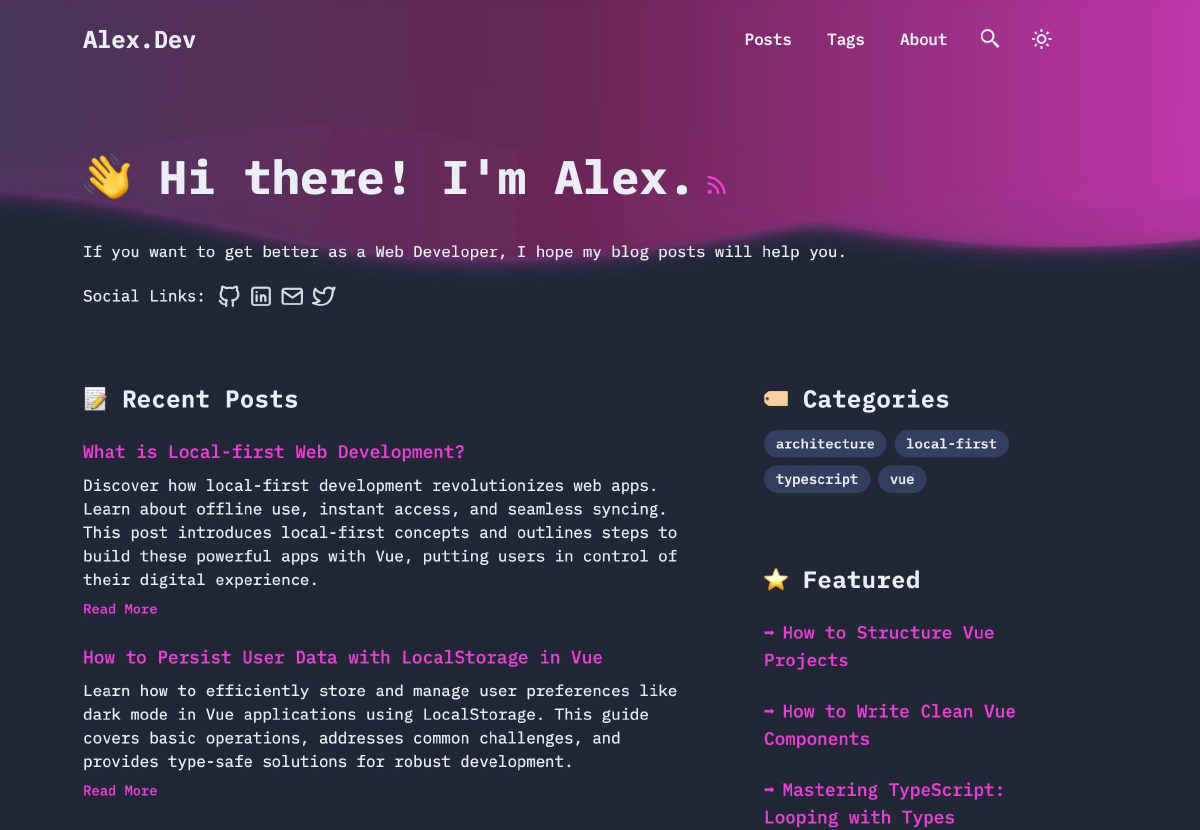 Alex.Dev
Posts Tags About
👋 Hi there! I'm Alex.
If you want to get better as a Web Developer, I hope my blog posts will help you.
Social Links:
📝 Recent Posts
What is Local-first Web Development?
Discover how local-first development revolutionizes web apps.
Learn about offline use, instant access, and seamless syncing.
This post introduces local-first concepts and outlines steps to
build these powerful apps with Vue, putting users in control of
their digital experience.
Read More
How to Persist User Data with LocalStorage in Vue
Learn how to efficiently store and manage user preferences like
dark mode in Vue applications using LocalStorage. This guide
covers basic operations, addresses common challenges, and
provides type-safe solutions for robust development.
Read More
🏷️ Categories
architecture local-first
typescript vue
⭐ Featured
➡ How to Structure Vue
Projects
➡ How to Write Clean Vue
Components
➡ Mastering TypeScript:
Looping with Types